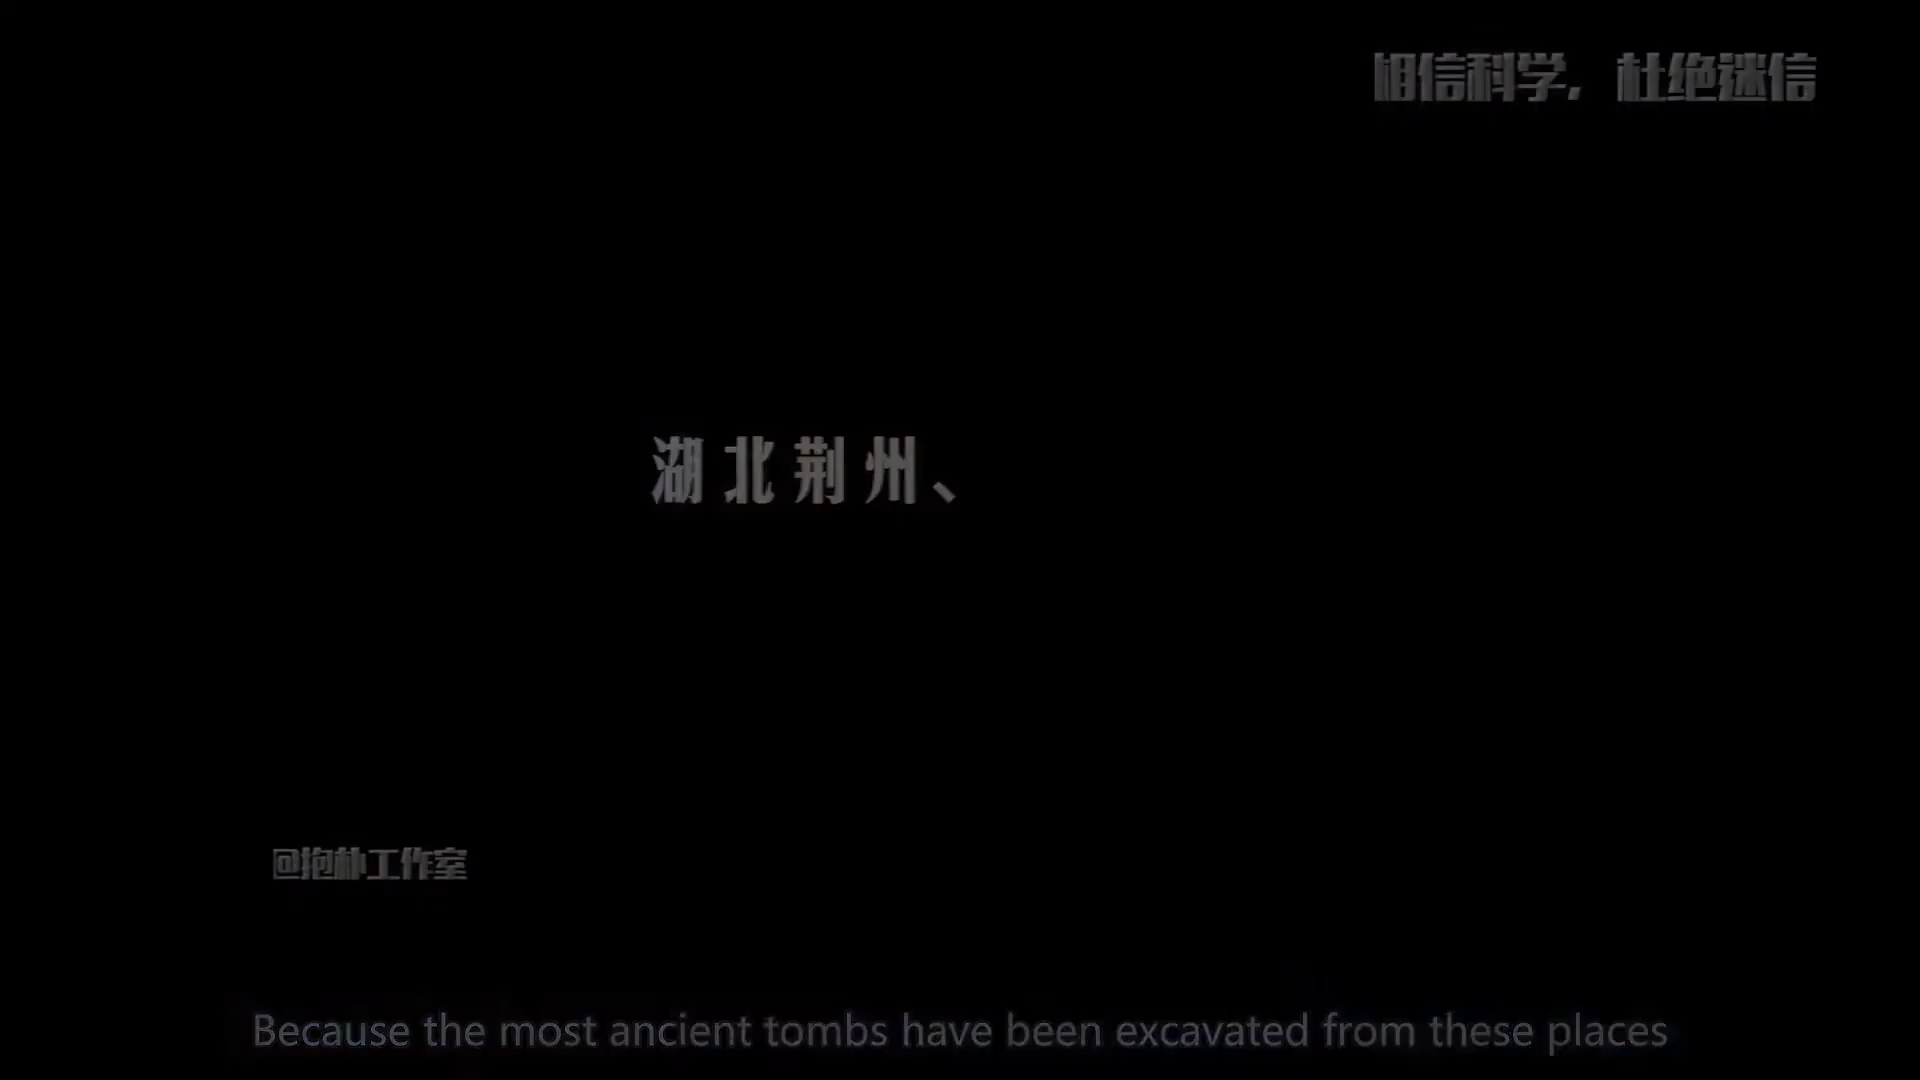 相信科学，杜绝迷信
湖北荆州、
@抱朴工作室
Because the most ancient tombs have been excavated from these places